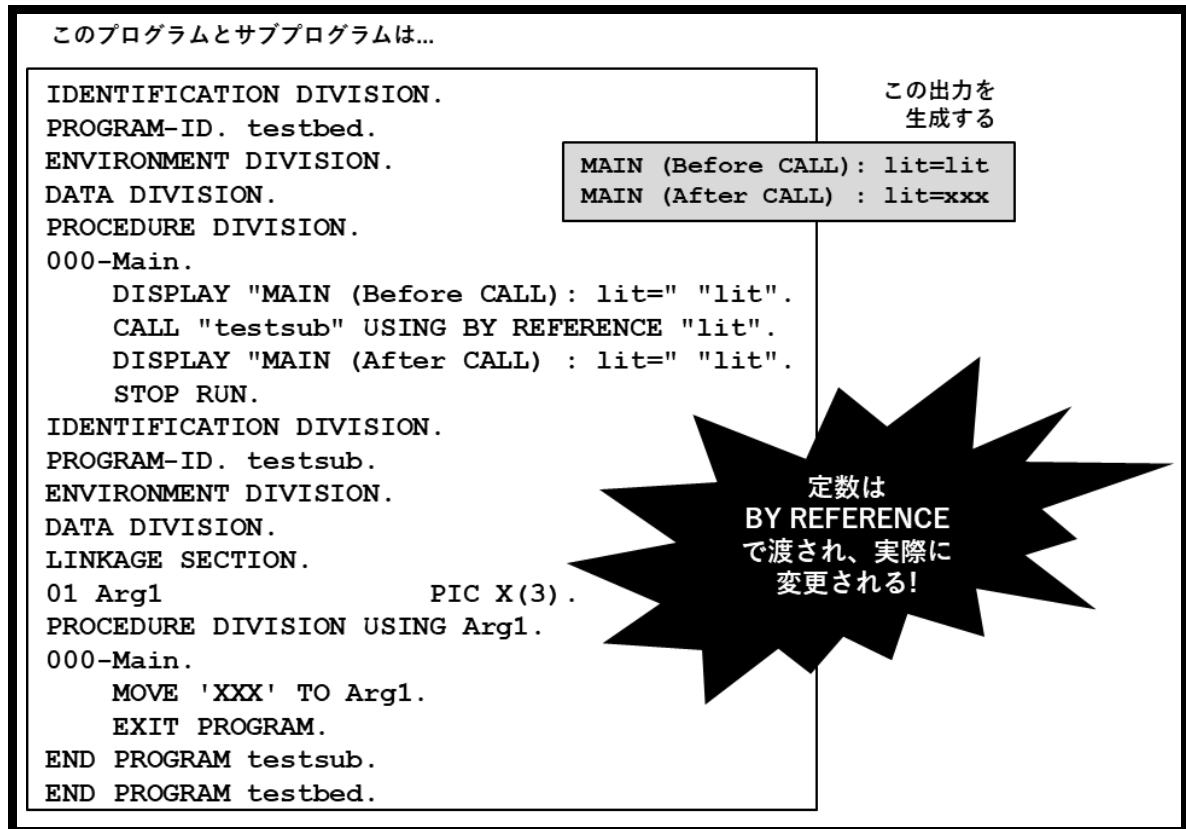 このプログラムとサブプログラムは...
IDENTIFICATION DIVISION.
PROGRAM-ID. testbed.
ENVIRONMENT DIVISION.
DATA DIVISION.
PROCEDURE DIVISION.
000-Main.
    DISPLAY "MAIN (Before CALL): lit=" "lit".
    CALL "testsub" USING BY REFERENCE "lit".
    DISPLAY "MAIN (After CALL) : lit=" "lit".
    STOP RUN.
IDENTIFICATION DIVISION.
PROGRAM-ID. testsub.
ENVIRONMENT DIVISION.
DATA DIVISION.
LINKAGE SECTION.
01 Arg1                 PIC X(3).
PROCEDURE DIVISION USING Arg1.
000-Main.
    MOVE 'XXX' TO Arg1.
    EXIT PROGRAM.
END PROGRAM testsub.
END PROGRAM testbed.
この出力を
生成する
MAIN (Before CALL): lit=lit
MAIN (After CALL) : lit=xxx
定数は
BY REFERENCE
で渡され、実際に
変更される!